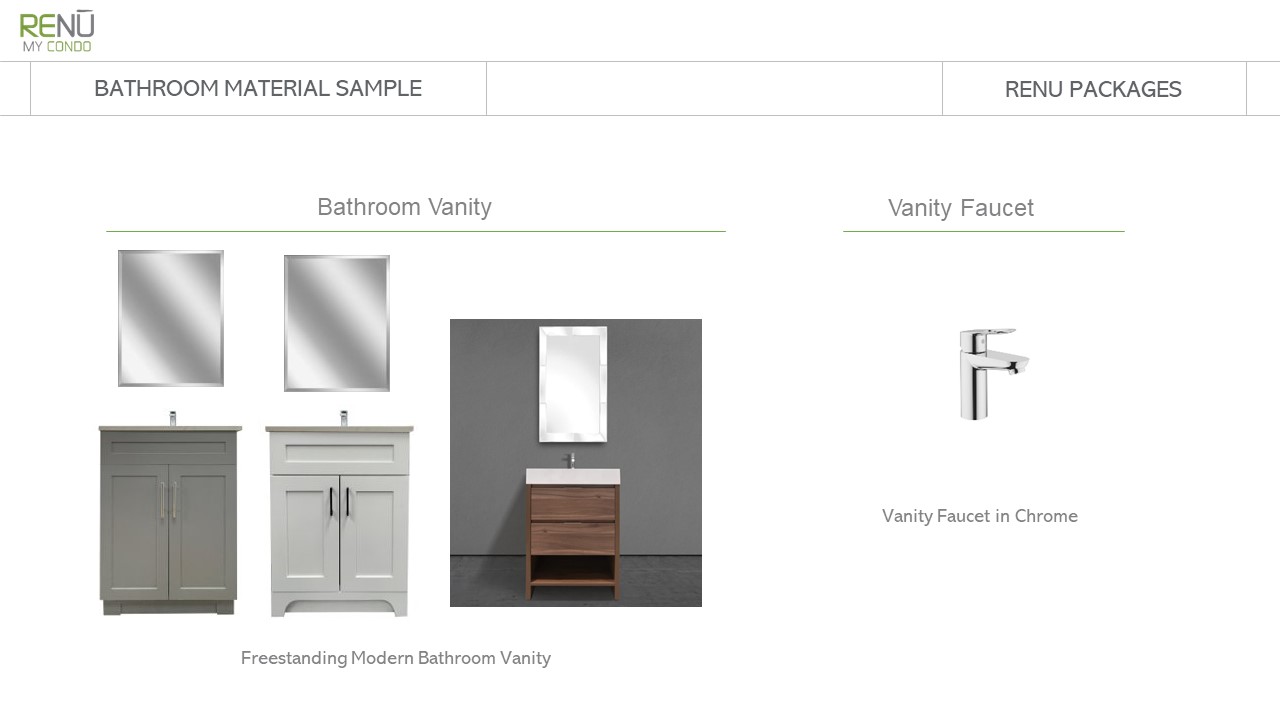 RENŪ
MY CONDO
BATHROOM MATERIAL SAMPLE
RENU PACKAGES
Bathroom Vanity
Vanity Faucet
Vanity Faucet in Chrome
Freestanding Modern Bathroom Vanity